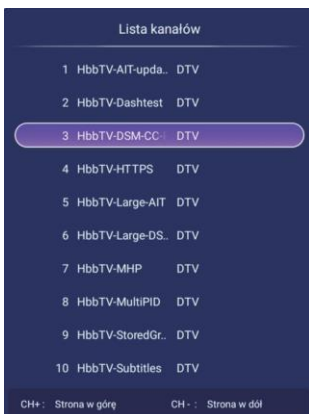 Lista kanałów
1 HbbTV-AIT-upda.. DTV
2 HbbTV-Dashtest DTV
3 HbbTV-DSM-CC- DTV
4 HbbTV-HTTPS DTV
5 HbbTV-Large-AIT DTV
6 HbbTV-Large-DS.. DTV
7 HbbTV-MHP DTV
8 HbbTV-MultiPID DTV
9 HbbTV-StoredGr.. DTV
10 HbbTV-Subtitles DTV
CH+ : Strona w górę CH - : Strona w dół